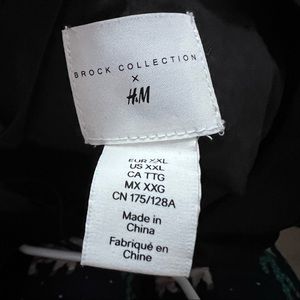 BROCK COLLECTION
×
H&M
EUR XXL
US XXL
CA TTG
MX XXG
CN 175/128A
Made in
China
Fabriqué en
Chine